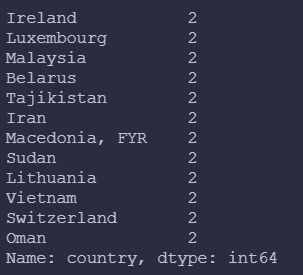 Ireland 2
Luxembourg 2
Malaysia 2
Belarus 2
Tajikistan 2
Iran 2
Macedonia, FYR 2
Sudan 2
Lithuania 2
Vietnam 2
Switzerland 2
Oman 2
Name: country, dtype: int64